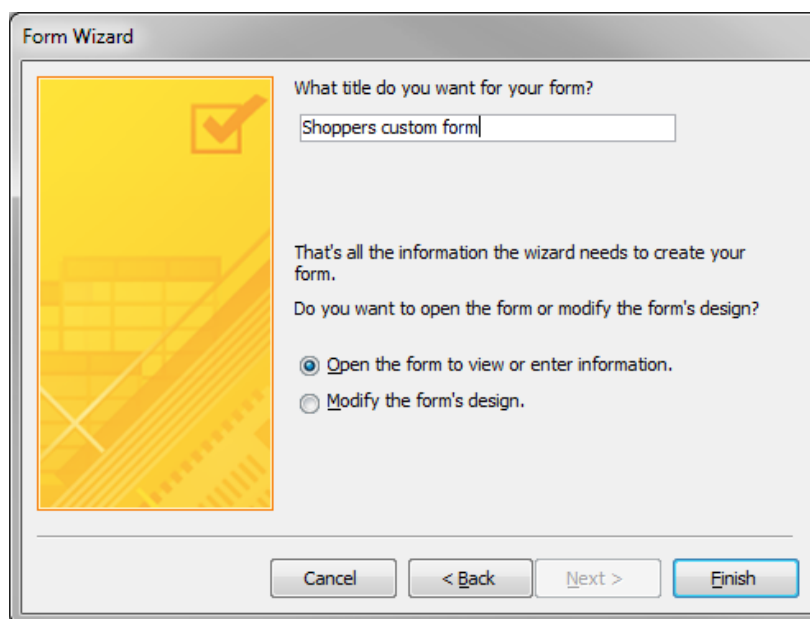 Form Wizard
What title do you want for your form?
Shoppers custom form
That's all the information the wizard needs to create your
form.
Do you want to open the form or modify the form's design?
Open the form to view or enter information.
Modify the form's design.
Cancel
< Back
Next >
Finish